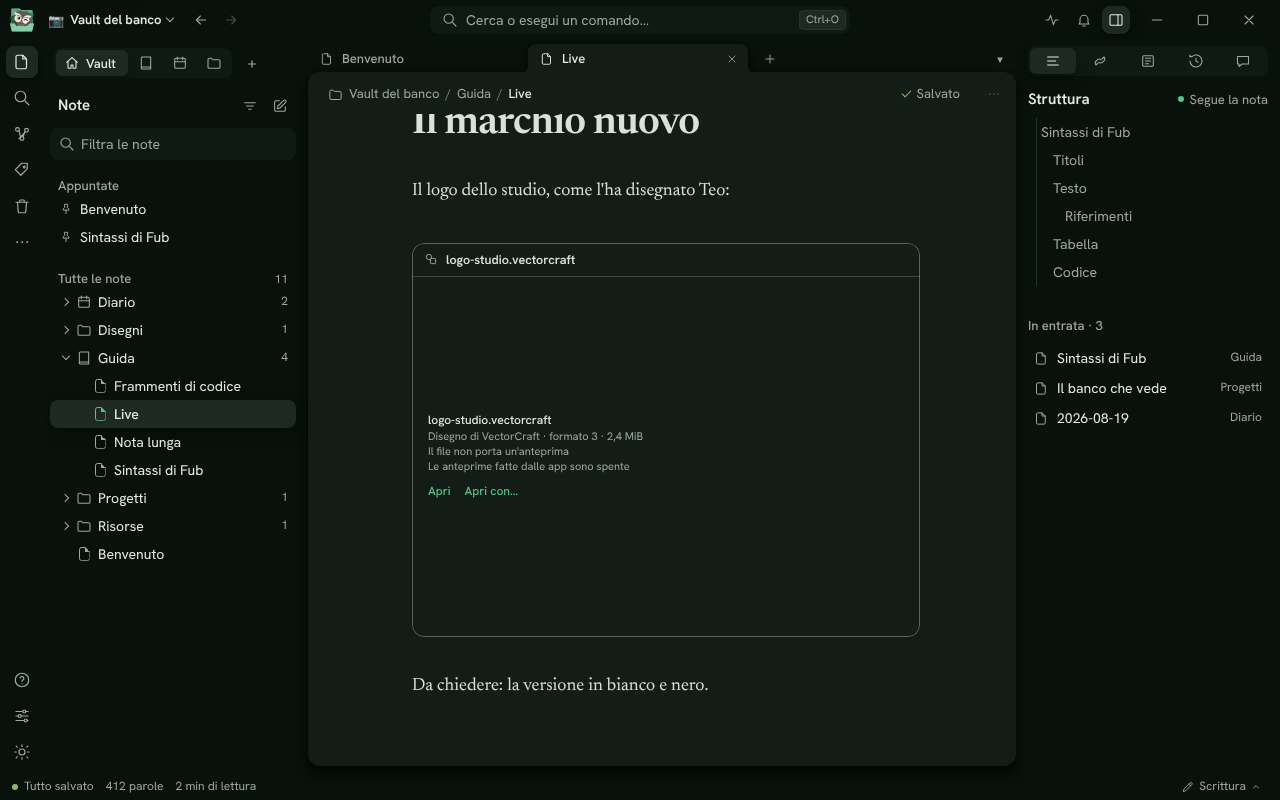 Vault del banco
Cerca o esegui un comando…
Ctrl+O
Vault
Benvenuto
Live
Note
Filtra le note
Appuntate
Benvenuto
Sintassi di Fub
Tutte le note 11
Diario 2
Disegni 1
Guida 4
Frammenti di codice
Live
Nota lunga
Sintassi di Fub
Progetti 1
Risorse 1
Benvenuto
Vault del banco / Guida / Live
Salvato
Il marchio nuovo
Il logo dello studio, come l'ha disegnato Teo:
logo-studio.vectorcraft
logo-studio.vectorcraft
Disegno di VectorCraft · formato 3 · 2,4 MiB
Il file non porta un'anteprima
Le anteprime fatte dalle app sono spente
Apri Apri con…
Da chiedere: la versione in bianco e nero.
Struttura
Segue la nota
Sintassi di Fub
Titoli
Testo
Riferimenti
Tabella
Codice
In entrata · 3
Sintassi di Fub Guida
Il banco che vede Progetti
2026-08-19 Diario
Tutto salvato 412 parole 2 min di lettura
Scrittura